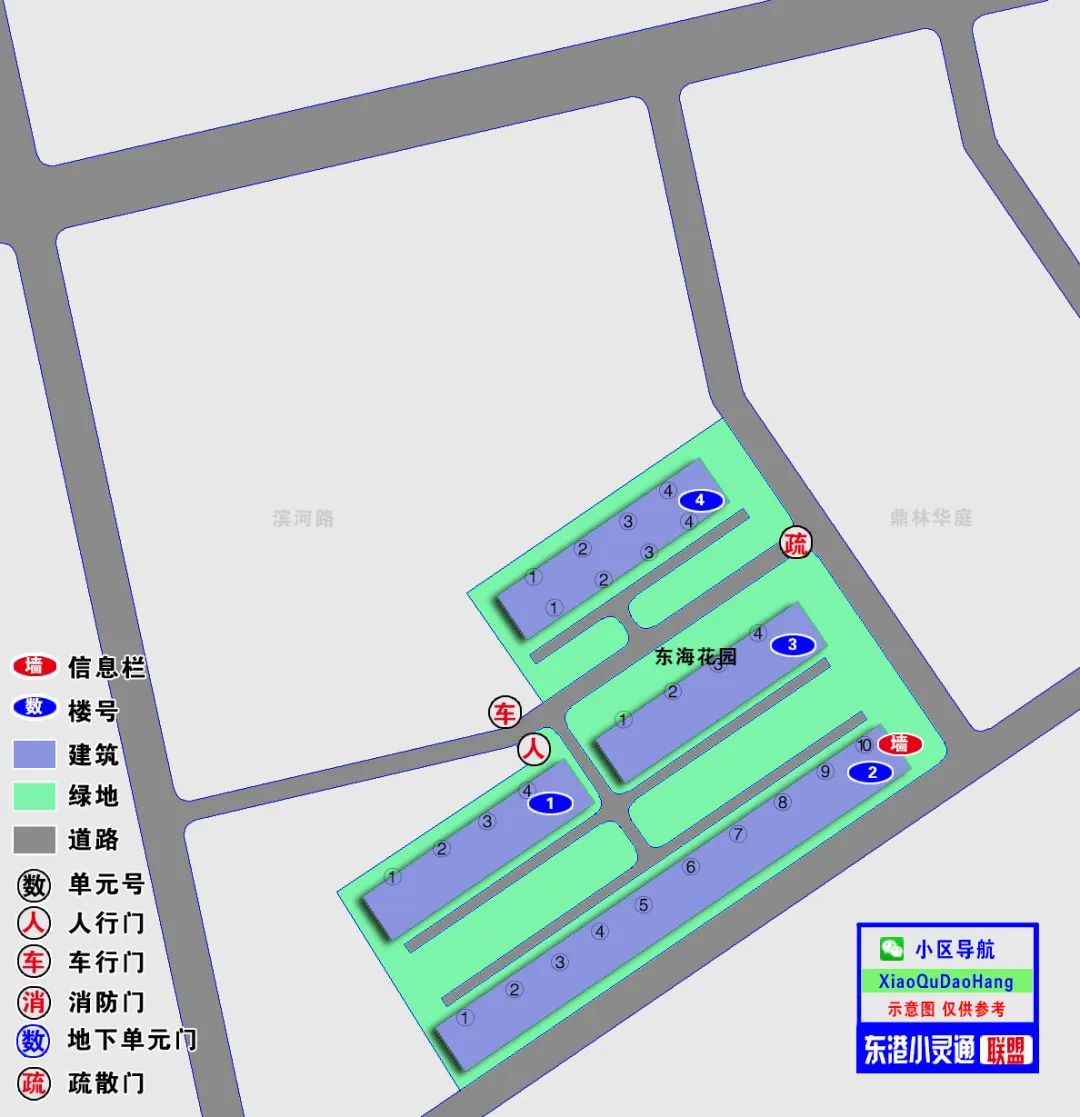 4
④
③
④
②
③
①
②
①
滨河路
鼎林华庭
疏
3
④
东海花园
③
②
①
车
人
⑩
墙
2
⑨
⑧
⑦
⑥
⑤
④
③
②
①
④
1
③
②
①
墙 信息栏
数 楼号
建筑
绿地
道路
数 单元号
人 人行门
车 车行门
消 消防门
数 地下单元门
疏 疏散门
小区导航
XiaoQuDaoHang
示意图 仅供参考
东港小灵通 联盟